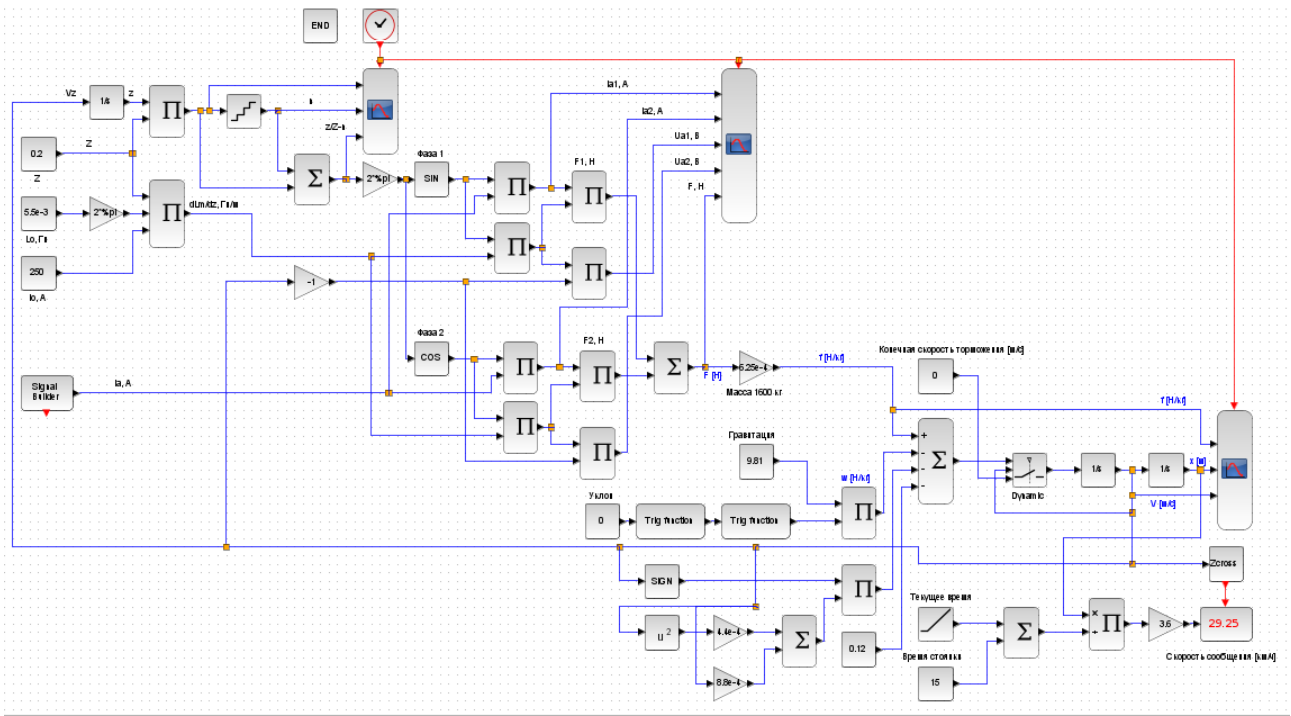 END
Vz
1/s
z
n
z/Z-n
Ia1, A
Ia2, A
Ua1, B
Ua2, B
F, H
Z
0.2
Z
Π
Σ
2*%pi
Фаза 1
SIN
Π
F1, H
Π
5.5e-3
2*%pi
Π
dLm/dz, Гн/м
Lo, Гн
Π
Π
250
Io, A
-1
Фаза 2
COS
Π
F2, H
Π
Σ
F [H]
6.25e-4
Масса 1600 кг
f [H/кг]
Конечная скорость торможения [м/с]
0
Signal
Builder
Ia, A
Π
Π
f [H/кг]
Гравитация
9.81
w [H/кг]
+
-
-
-
Σ
Dynamic
1/s
1/s
x [м]
V [м/с]
Уклон
0
Trig function
Trig function
Π
SIGN
Π
Zcross
u 2
4.4e-4
Σ
0.12
8.8e-4
Текущее время
Σ
×
÷
Π
3.6
29.25
Время стоянки
15
Скорость сообщения [км/ч]